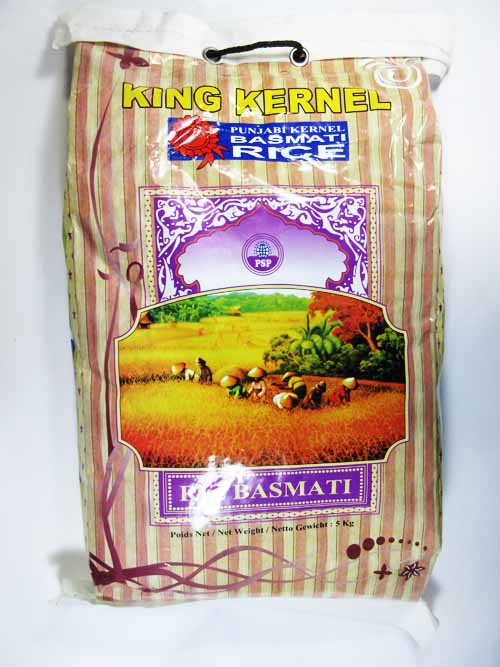 KING KERNEL
PUNJABI KERNEL
BASMATI
RICE
PSP
BASMATI
Poids Net / Net Weight / Netto Gewicht : 5 Kg